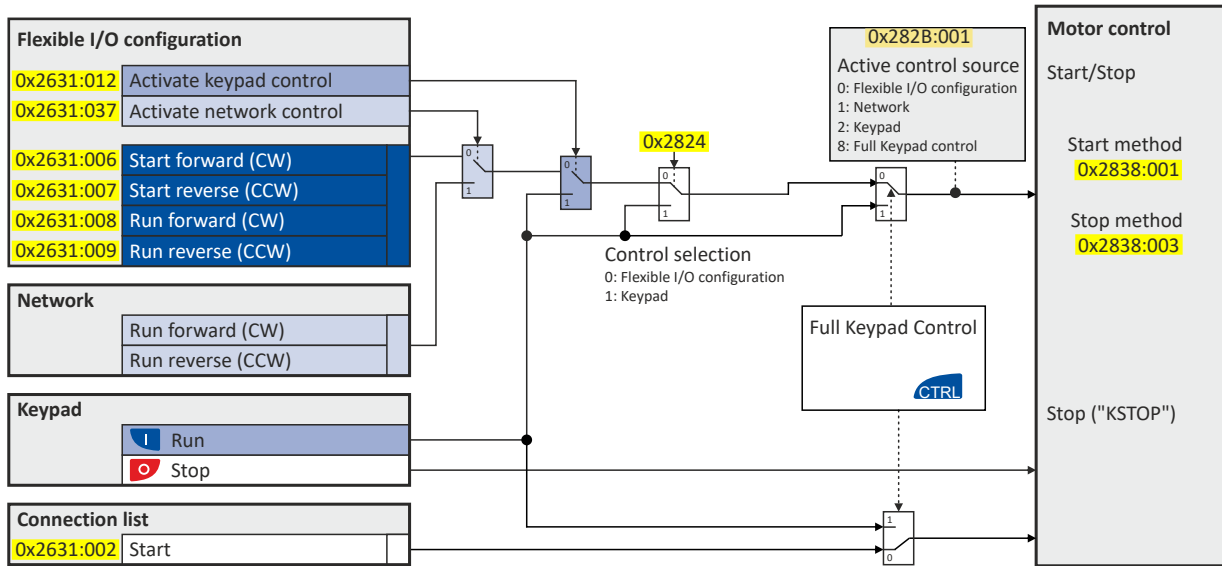 Flexible I/O configuration
0x2631:012 Activate keypad control
0x2631:037 Activate network control
0x2631:006 Start forward (CW)
0x2631:007 Start reverse (CCW)
0x2631:008 Run forward (CW)
0x2631:009 Run reverse (CCW)
Network
Run forward (CW)
Run reverse (CCW)
Keypad
I Run
O Stop
Connection list
0x2631:002 Start
0
1
0
1
0x2824
0
1
Control selection
0: Flexible I/O configuration
1: Keypad
0x282B:001
Active control source
0: Flexible I/O configuration
1: Network
2: Keypad
8: Full Keypad control
0
1
Full Keypad Control
CTRL
1
0
Motor control
Start/Stop
Start method
0x2838:001
Stop method
0x2838:003
Stop ("KSTOP")